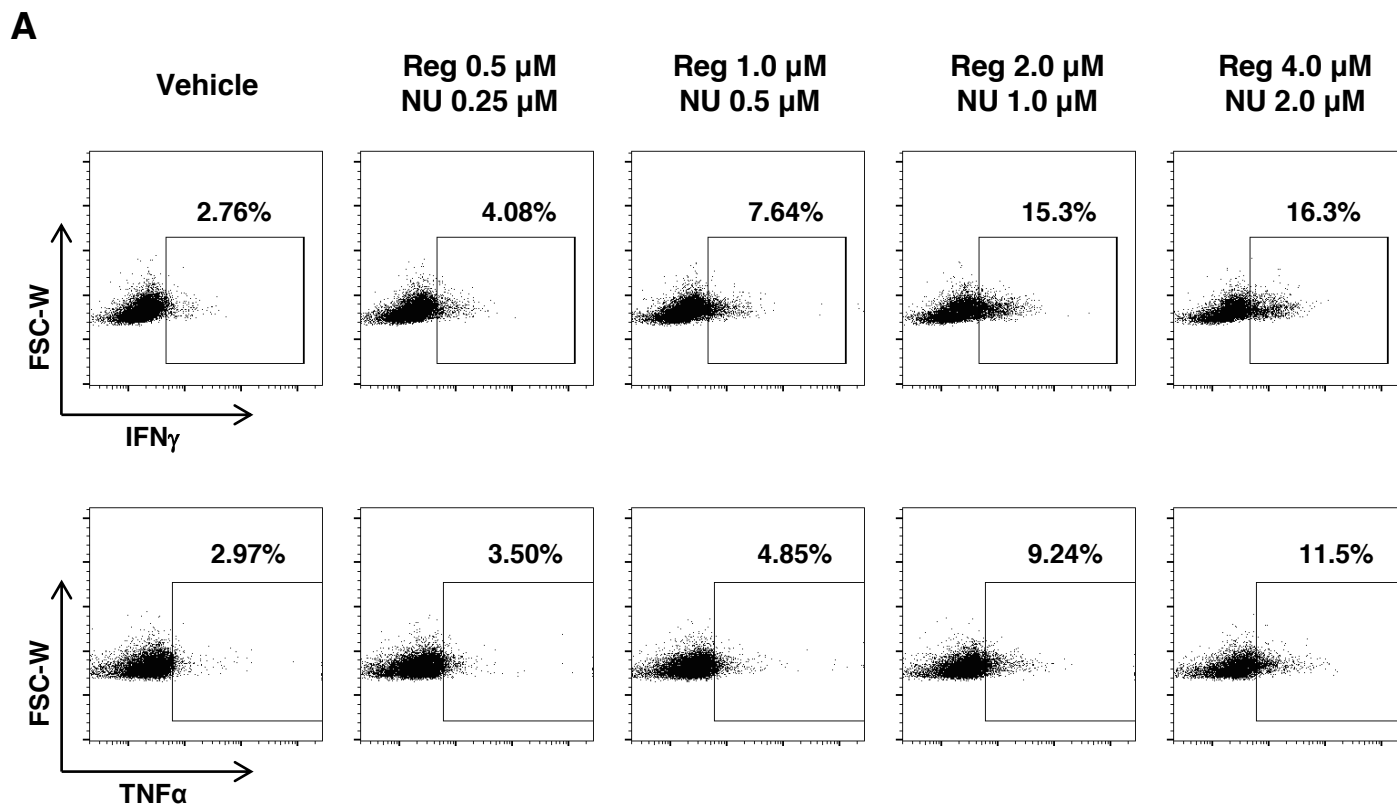 A
Vehicle
Reg 0.5 µM
NU 0.25 µM
Reg 1.0 µM
NU 0.5 µM
Reg 2.0 µM
NU 1.0 µM
Reg 4.0 µM
NU 2.0 µM
2.76%
4.08%
7.64%
15.3%
16.3%
FSC-W
IFNγ
2.97%
3.50%
4.85%
9.24%
11.5%
FSC-W
TNFα